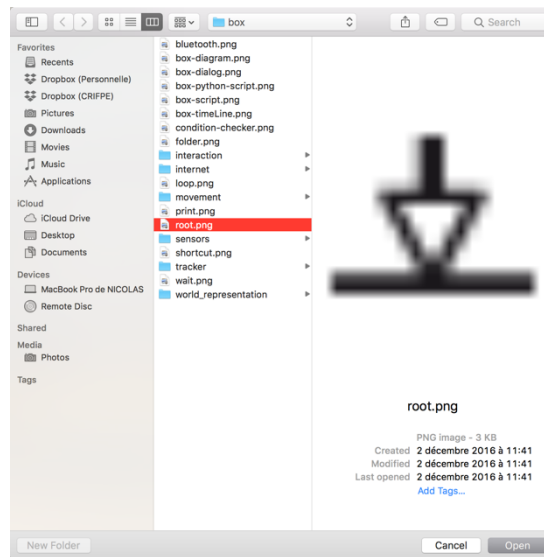 box
Search
Favorites
Recents
Dropbox (Personnelle)
Dropbox (CRIFPE)
Pictures
Downloads
Movies
Music
Applications
iCloud
iCloud Drive
Desktop
Documents
Devices
MacBook Pro de NICOLAS
Remote Disc
Shared
Media
Photos
Tags
bluetooth.png
box-diagram.png
box-dialog.png
box-python-script.png
box-script.png
box-timeLine.png
condition-checker.png
folder.png
interaction
internet
loop.png
movement
print.png
root.png
sensors
shortcut.png
tracker
wait.png
world_representation
root.png
PNG image - 3 KB
Created 2 décembre 2016 à 11:41
Modified 2 décembre 2016 à 11:41
Last opened 2 décembre 2016 à 11:41
Add Tags...
New Folder
Cancel
Open